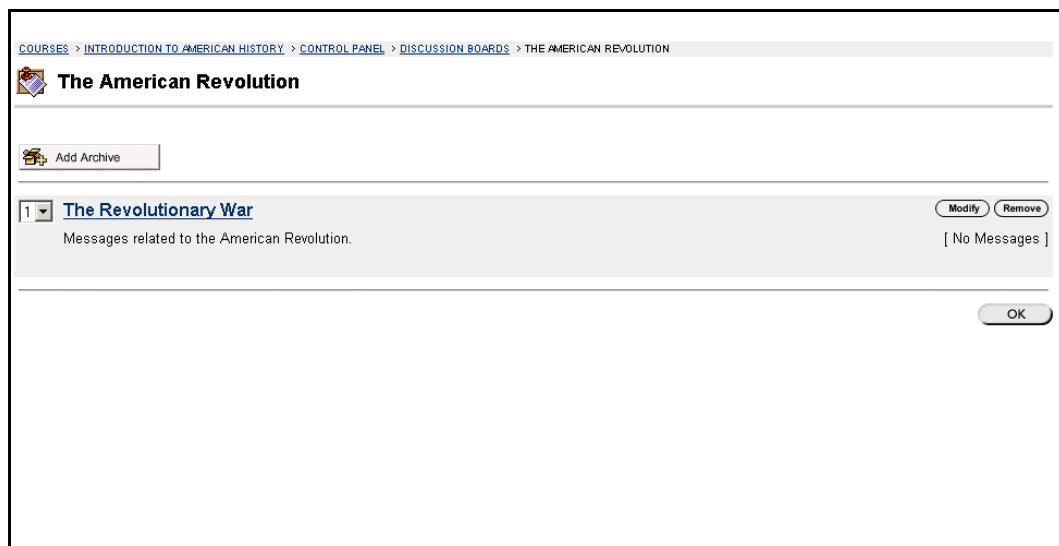 COURSES > INTRODUCTION TO AMERICAN HISTORY > CONTROL PANEL > DISCUSSION BOARDS > THE AMERICAN REVOLUTION
The American Revolution
Add Archive
1 The Revolutionary War Modify Remove
Messages related to the American Revolution. [ No Messages ]
OK